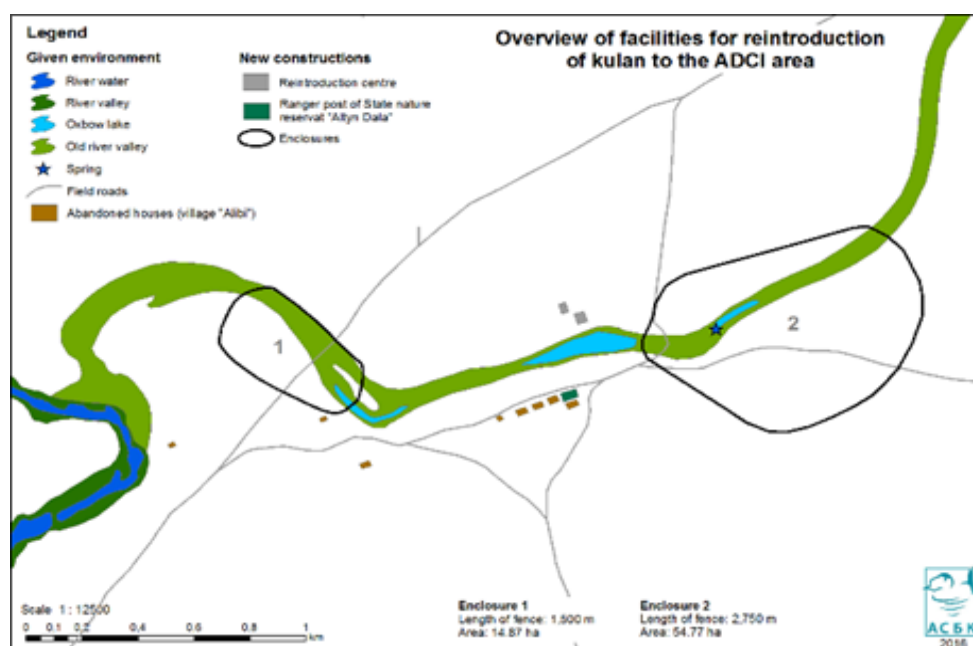 Legend
Given environment
River water
River valley
Oxbow lake
Old river valley
Spring
Field roads
Abandoned houses (village "Alibi")
New constructions
Reintroduction centre
Ranger post of State nature
reservat "Altyn Dala"
Enclosures
Overview of facilities for reintroduction
of kulan to the ADCI area
1
2
Scale 1 : 12500
0 0,1 0,2 0,4 0,6 0,8 1
km
Enclosure 1
Length of fence: 1,500 m
Area: 14.87 ha
Enclosure 2
Length of fence: 2,750 m
Area: 54.77 ha
АСБК
2016